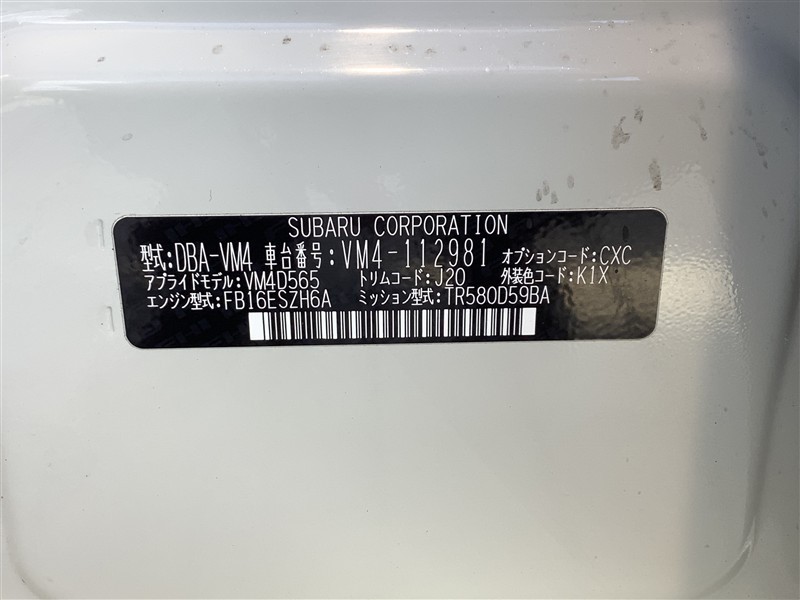 SUBARU CORPORATION
型式:DBA-VM4 車台番号:VM4-112981 オプションコード:CXC
アプライドモデル:VM4D565 トリムコード:J20 外装色コード:K1X
エンジン型式:FB16ESZH6A ミッション型式:TR580D59BA